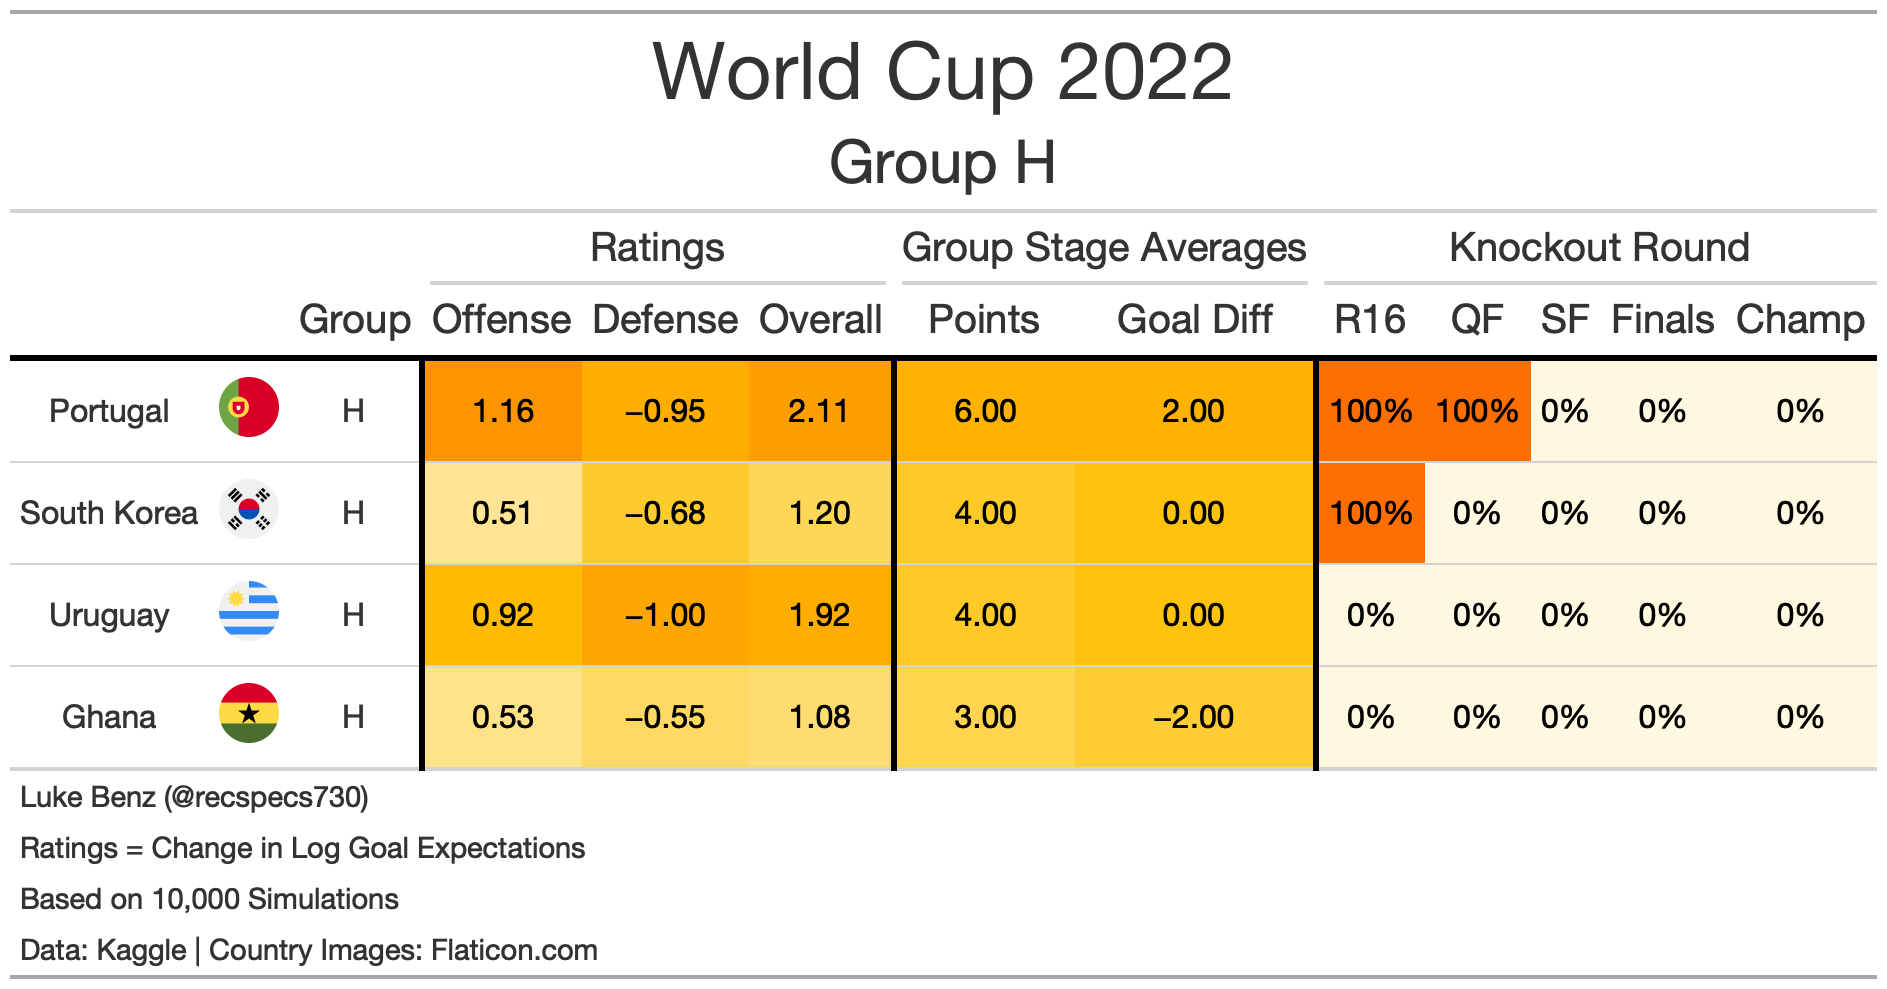 World Cup 2022
Group H
Ratings Group Stage Averages Knockout Round
Group Offense Defense Overall Points Goal Diff R16 QF SF Finals Champ
Portugal H 1.16 −0.95 2.11 6.00 2.00 100% 100% 0% 0% 0%
South Korea H 0.51 −0.68 1.20 4.00 0.00 100% 0% 0% 0% 0%
Uruguay H 0.92 −1.00 1.92 4.00 0.00 0% 0% 0% 0% 0%
Ghana H 0.53 −0.55 1.08 3.00 −2.00 0% 0% 0% 0% 0%
Luke Benz (@recspecs730)
Ratings = Change in Log Goal Expectations
Based on 10,000 Simulations
Data: Kaggle | Country Images: Flaticon.com